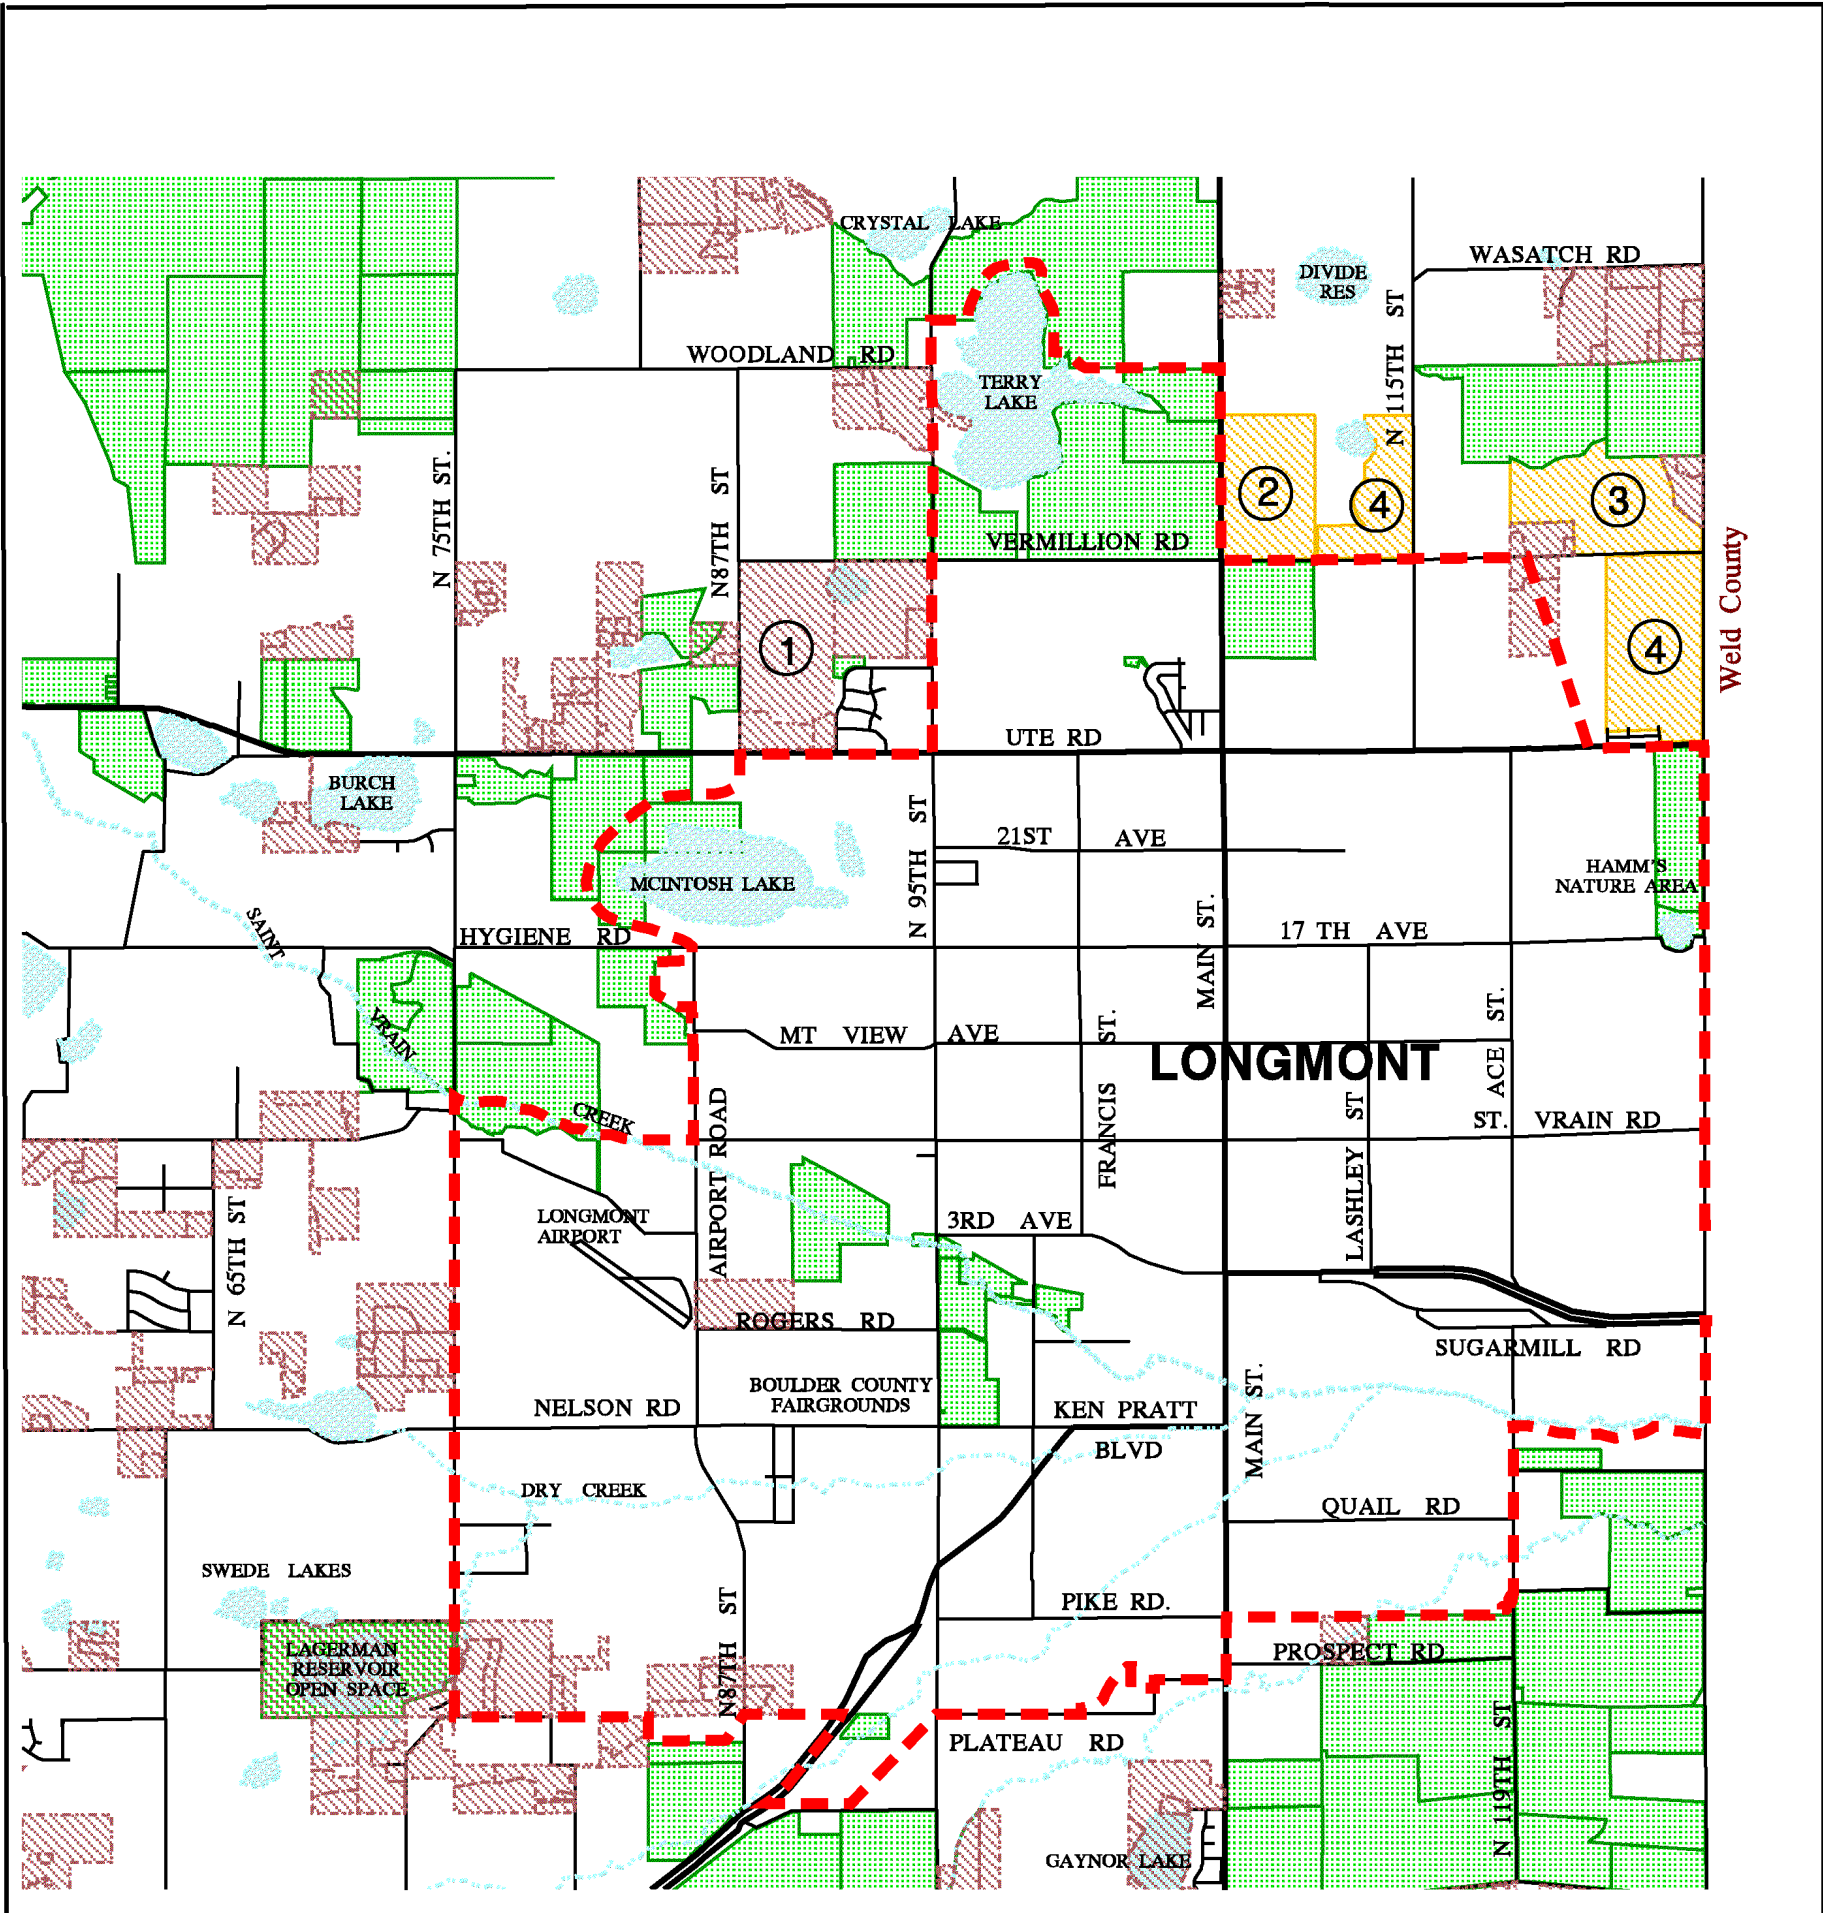 CRYSTAL LAKE
WASATCH RD
DIVIDE
RES
N 115TH ST
WOODLAND RD
TERRY
LAKE
N 75TH ST.
N87TH ST
2
4
3
VERMILLION RD
Weld County
1
4
UTE RD
BURCH
LAKE
N 95TH ST
21ST AVE
HAMM'S
NATURE AREA
MCINTOSH LAKE
SAINT
HYGIENE RD
MAIN ST.
17 TH AVE
VRAIN
MT VIEW AVE
FRANCIS ST.
LONGMONT
ACE ST.
CREEK
AIRPORT ROAD
LASHLEY ST
ST. VRAIN RD
N 65TH ST
LONGMONT
AIRPORT
3RD AVE
ROGERS RD
SUGARMILL RD
BOULDER COUNTY
FAIRGROUNDS
NELSON RD
KEN PRATT
BLVD
MAIN ST.
DRY CREEK
QUAIL RD
SWEDE LAKES
N87TH ST
PIKE RD.
LAGERMAN
RESERVOIR
OPEN SPACE
PROSPECT RD
PLATEAU RD
N 119TH ST
GAYNOR LAKE